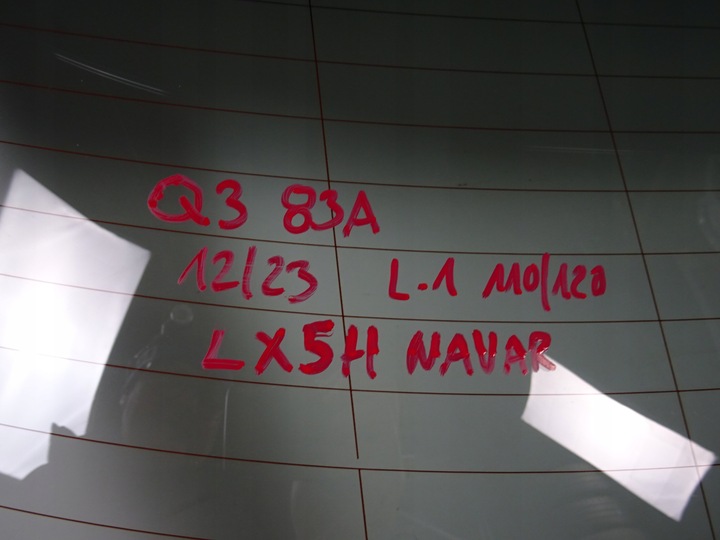 Q3 83A
12/23 L.1 110/120
LX5H NAVAR